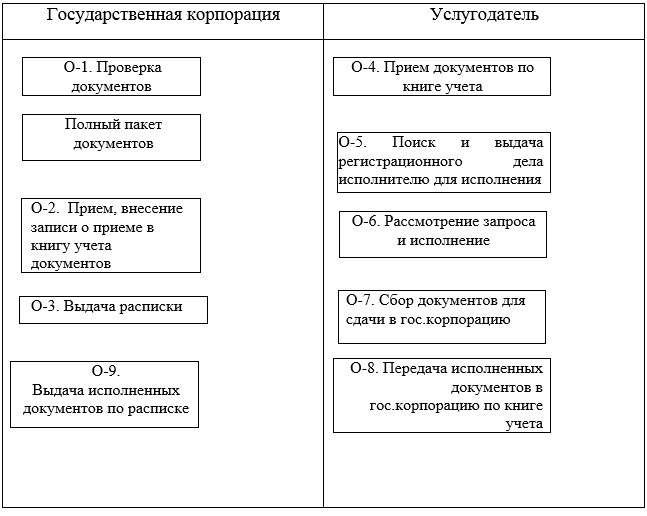 Государственная корпорация
Услугодатель
О-1. Проверка
документов
Полный пакет
документов
О-2. Прием, внесение
записи о приеме в
книгу учета
документов
О-3. Выдача расписки
О-9.
Выдача исполненных
документов по расписке
О-4. Прием документов по
книге учета
О-5. Поиск и выдача
регистрационного дела
исполнителю для исполнения
О-6. Рассмотрение запроса
и исполнение
О-7. Сбор документов для
сдачи в гос.корпорацию
О-8. Передача исполненных
документов в
гос.корпорацию по книге
учета